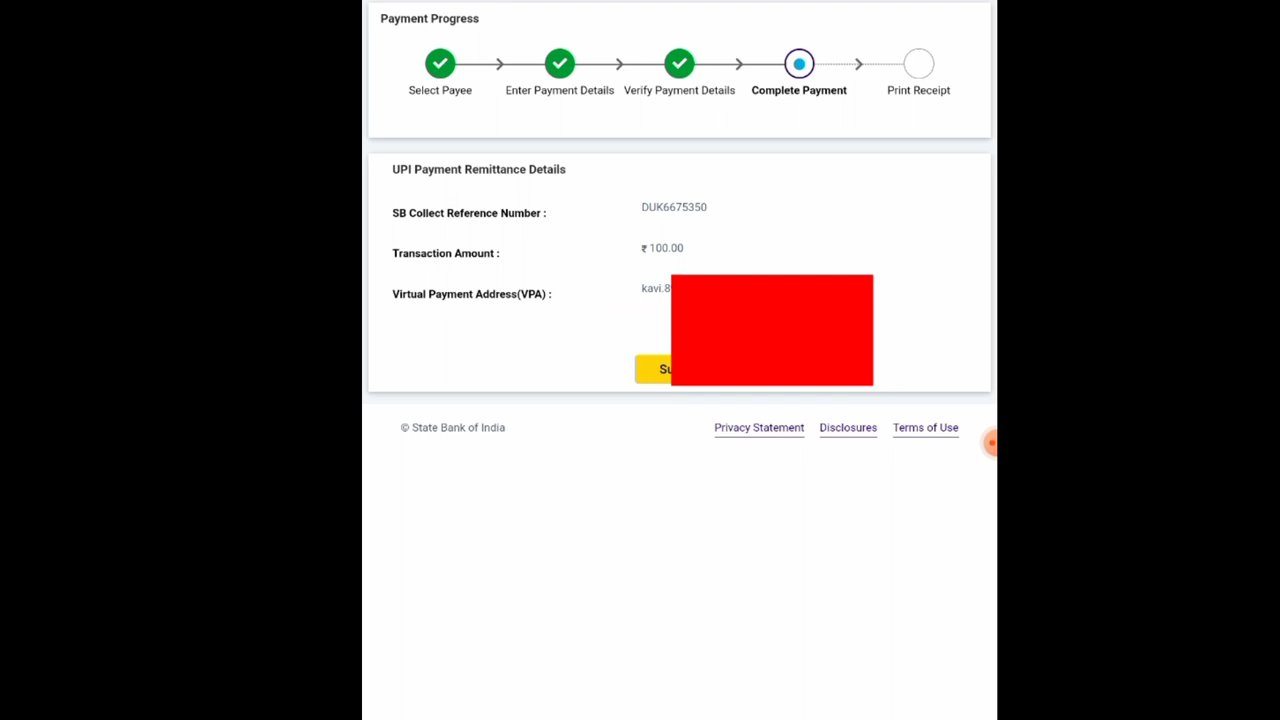 Payment Progress
Select Payee Enter Payment Details Verify Payment Details Complete Payment Print Receipt
UPI Payment Remittance Details
SB Collect Reference Number : DUK6675350
Transaction Amount : ₹ 100.00
Virtual Payment Address(VPA) :
© State Bank of India Privacy Statement Disclosures Terms of Use